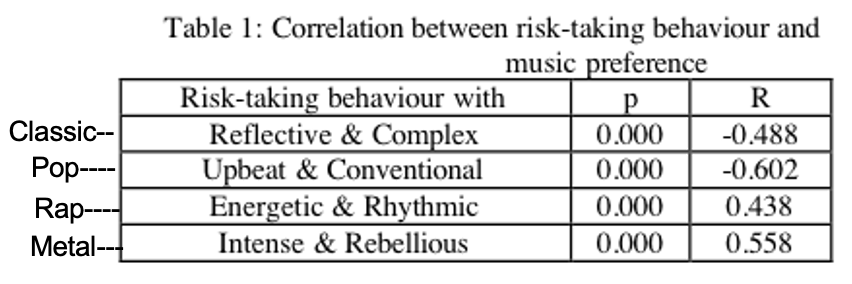 Table 1: Correlation between risk-taking behaviour and
music preference
Risk-taking behaviour with p R
Classic-- Reflective & Complex 0.000 -0.488
Pop---- Upbeat & Conventional 0.000 -0.602
Rap---- Energetic & Rhythmic 0.000 0.438
Metal--- Intense & Rebellious 0.000 0.558